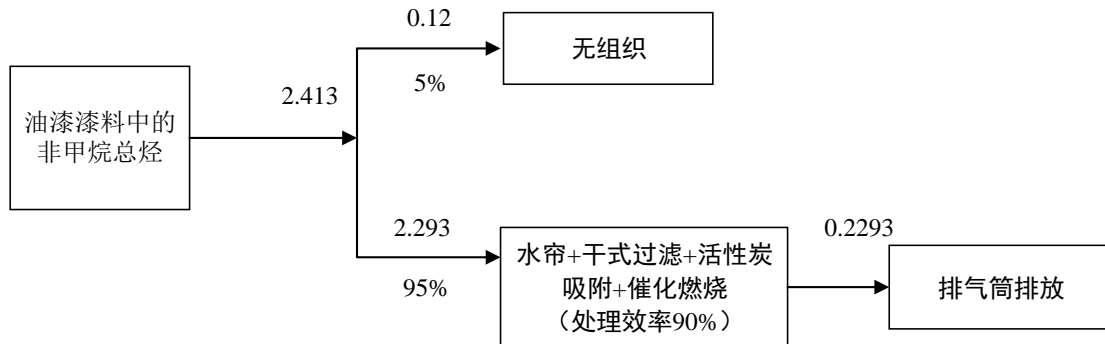 0.12
无组织
5%
2.413
油漆漆料中的
非甲烷总烃
2.293
95%
水帘+干式过滤+活性炭
吸附+催化燃烧
（处理效率90%）
0.2293
排气筒排放